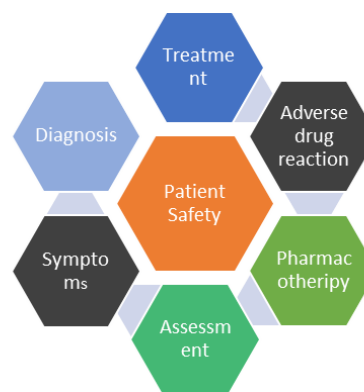 Treatme
nt
Adverse
drug
reaction
Diagnosis
Patient
Safety
Pharmac
otheripy
Sympto
ms
Assessm
ent